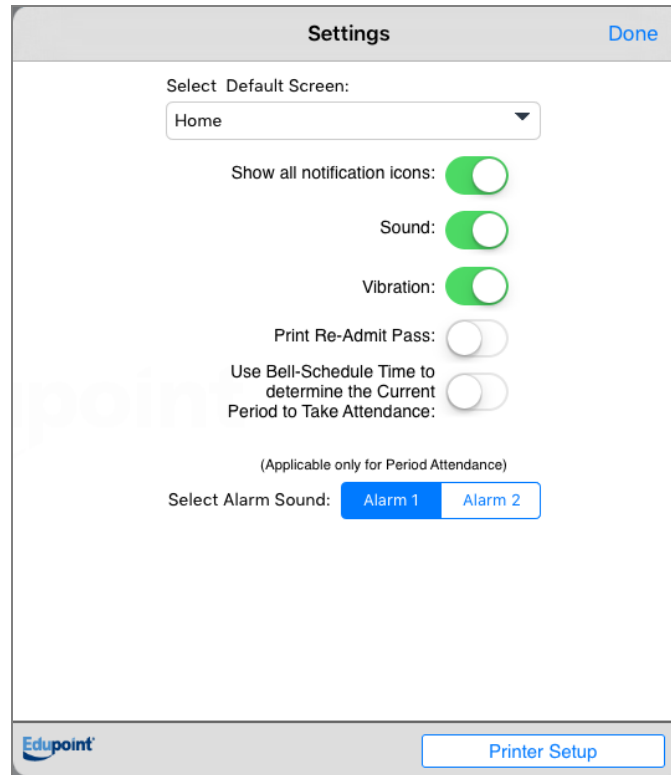 Settings
Done
Select Default Screen:
Home
Show all notification icons:
Sound:
Vibration:
Print Re-Admit Pass:
Use Bell-Schedule Time to
determine the Current
Period to Take Attendance:
(Applicable only for Period Attendance)
Select Alarm Sound:
Alarm 1
Alarm 2
Edupoint
Printer Setup